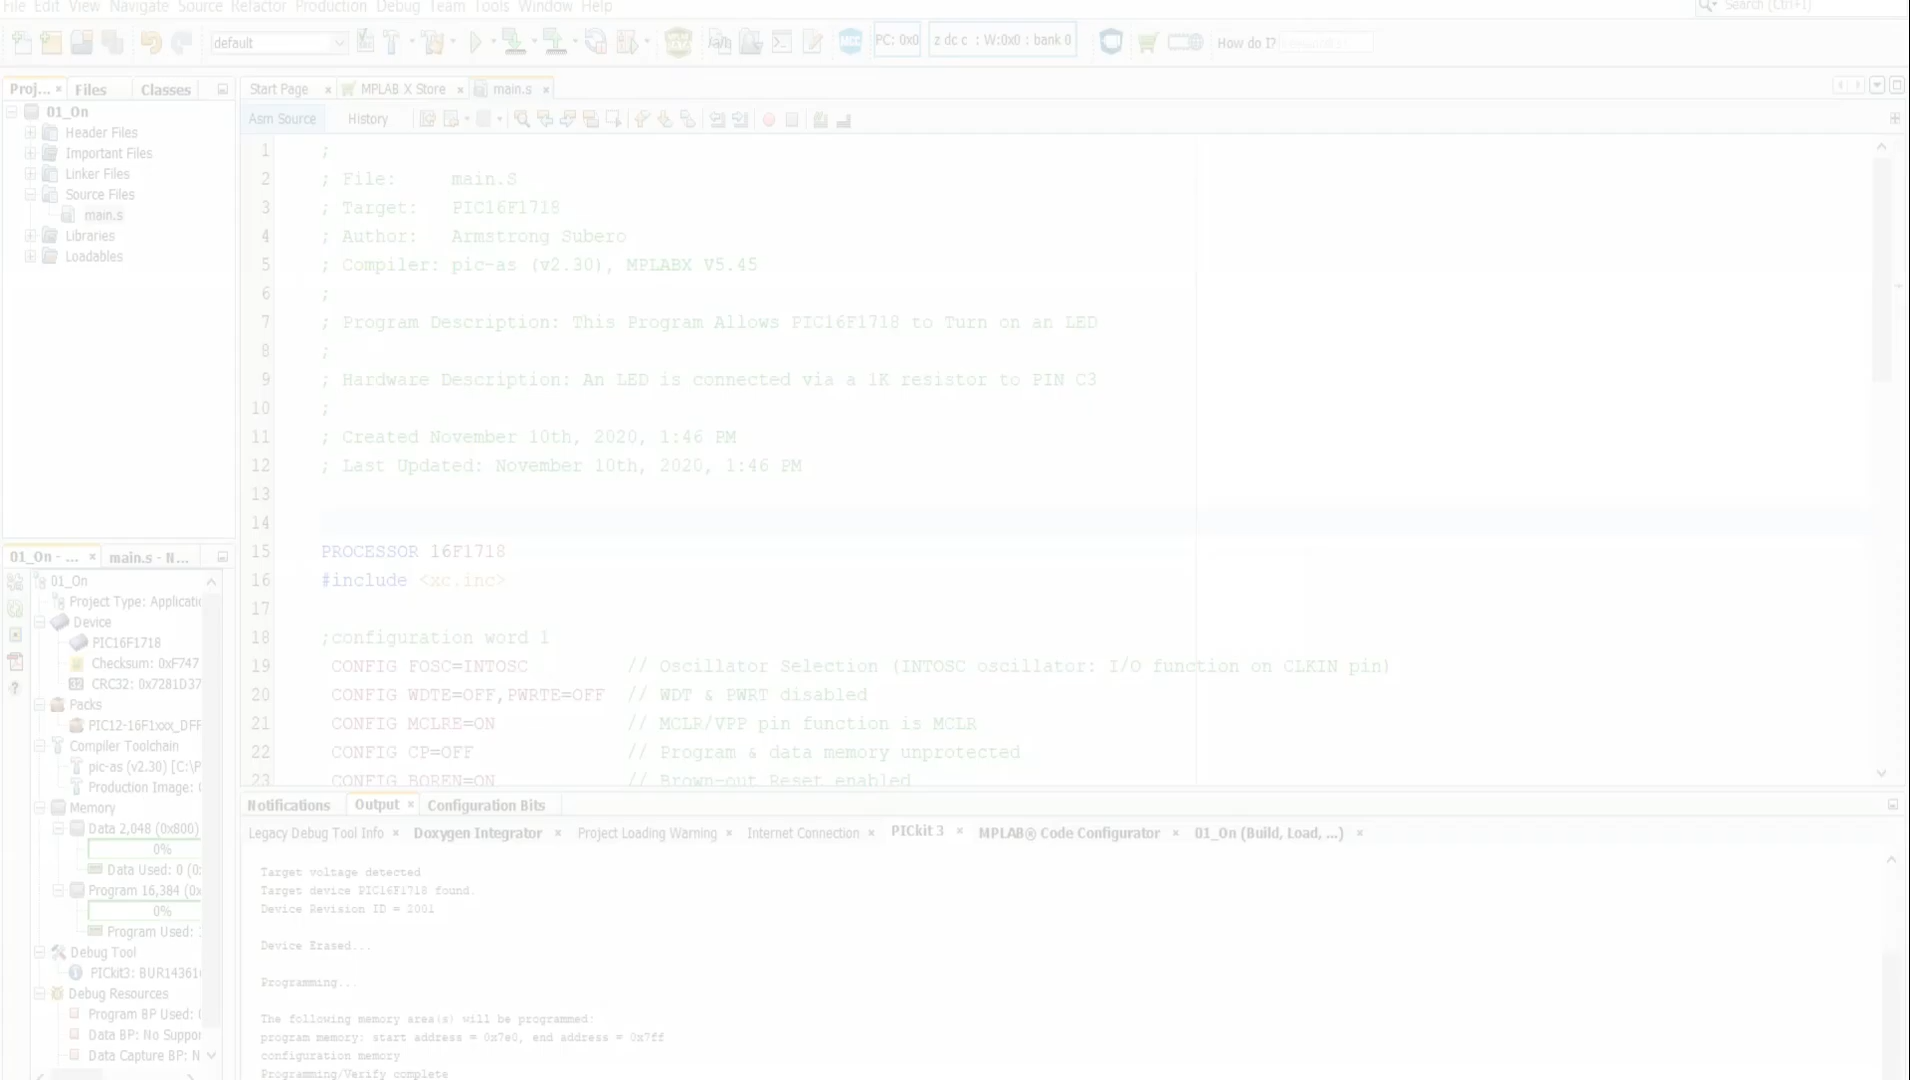 File Edit View Navigate Source Refactor Production Debug Team Tools Window Help
Search (Ctrl+I)
default
PC: 0x0
z dc c : W:0x0 : bank 0
How do I?
Proj...
Files
Classes
Start Page
MPLAB X Store
main.s
01_On
Header Files
Important Files
Linker Files
Source Files
main.s
Libraries
Loadables
Asm Source
History
1 ;
2 ; File: main.S
3 ; Target: PIC16F1718
4 ; Author: Armstrong Subero
5 ; Compiler: pic-as (v2.30), MPLABX V5.45
6 ;
7 ; Program Description: This Program Allows PIC16F1718 to Turn on an LED
8 ;
9 ; Hardware Description: An LED is connected via a 1K resistor to PIN C3
10 ;
11 ; Created November 10th, 2020, 1:46 PM
12 ; Last Updated: November 10th, 2020, 1:46 PM
13
14
15 PROCESSOR 16F1718
16 #include <xc.inc>
17
18 ;configuration word 1
19 CONFIG FOSC=INTOSC // Oscillator Selection (INTOSC oscillator: I/O function on CLKIN pin)
20 CONFIG WDTE=OFF,PWRTE=OFF // WDT & PWRT disabled
21 CONFIG MCLRE=ON // MCLR/VPP pin function is MCLR
22 CONFIG CP=OFF // Program & data memory unprotected
23 CONFIG BOREN=ON // Brown-out Reset enabled
01_On - ...
main.s - N...
01_On
Project Type: Applicati
Device
PIC16F1718
Checksum: 0xF747
CRC32: 0x7281D37
Packs
PIC12-16F1xxx_DFP
Compiler Toolchain
pic-as (v2.30) [C:\P
Production Image: 
Memory
Data 2,048 (0x800)
0%
Data Used: 0 (0
Program 16,384 (0x
0%
Program Used:
Debug Tool
PICkit3: BUR14361
Debug Resources
Program BP Used:
Data BP: No Suppor
Data Capture BP: N
Notifications
Output
Configuration Bits
Legacy Debug Tool Info
Doxygen Integrator
Project Loading Warning
Internet Connection
PICkit 3
MPLAB® Code Configurator
01_On (Build, Load, ...)
Target voltage detected
Target device PIC16F1718 found.
Device Revision ID = 2001
Device Erased...
Programming...
The following memory area(s) will be programmed:
program memory: start address = 0x7e0, end address = 0x7ff
configuration memory
Programming/Verify complete